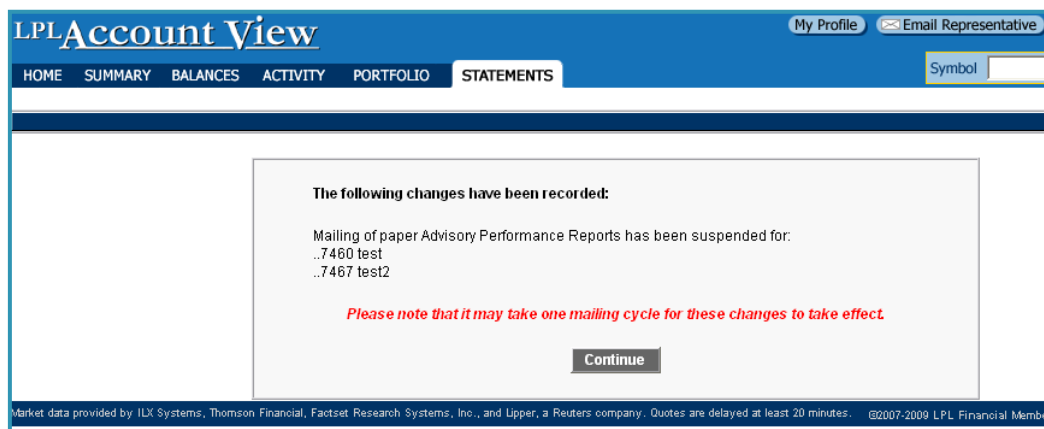 LPL Account View
My Profile
Email Representative
HOME SUMMARY BALANCES ACTIVITY PORTFOLIO STATEMENTS
Symbol
The following changes have been recorded:
Mailing of paper Advisory Performance Reports has been suspended for:
..7460 test
..7467 test2
Please note that it may take one mailing cycle for these changes to take effect.
Continue
Market data provided by ILX Systems, Thomson Financial, Factset Research Systems, Inc., and Lipper, a Reuters company. Quotes are delayed at least 20 minutes. ©2007-2009 LPL Financial Membe